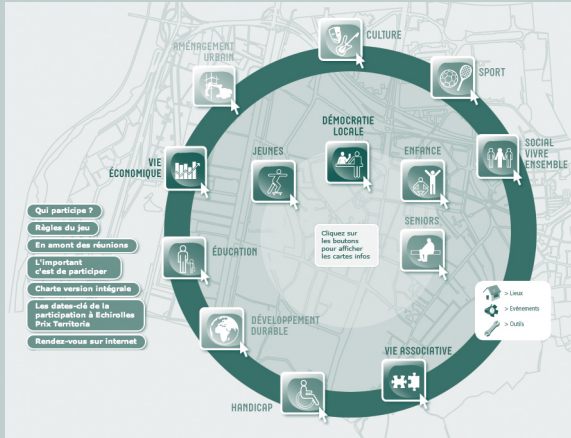 CULTURE
AMÉNAGEMENT
URBAIN
SPORT
DÉMOCRATIE
LOCALE
SOCIAL
VIVRE
ENSEMBLE
JEUNES
ENFANCE
VIE
ÉCONOMIQUE
Qui participe ?
Règles du jeu
En amont des réunions
L'important
c'est de participer
Charte version intégrale
Les dates-clé de la
participation à Echirolles
Prix Territoria
Rendez-vous sur internet
SENIORS
Cliquez sur
les boutons
pour afficher
les cartes infos
ÉDUCATION
> Lieux
> Evénements
> Outils
DÉVELOPPEMENT
DURABLE
VIE ASSOCIATIVE
HANDICAP